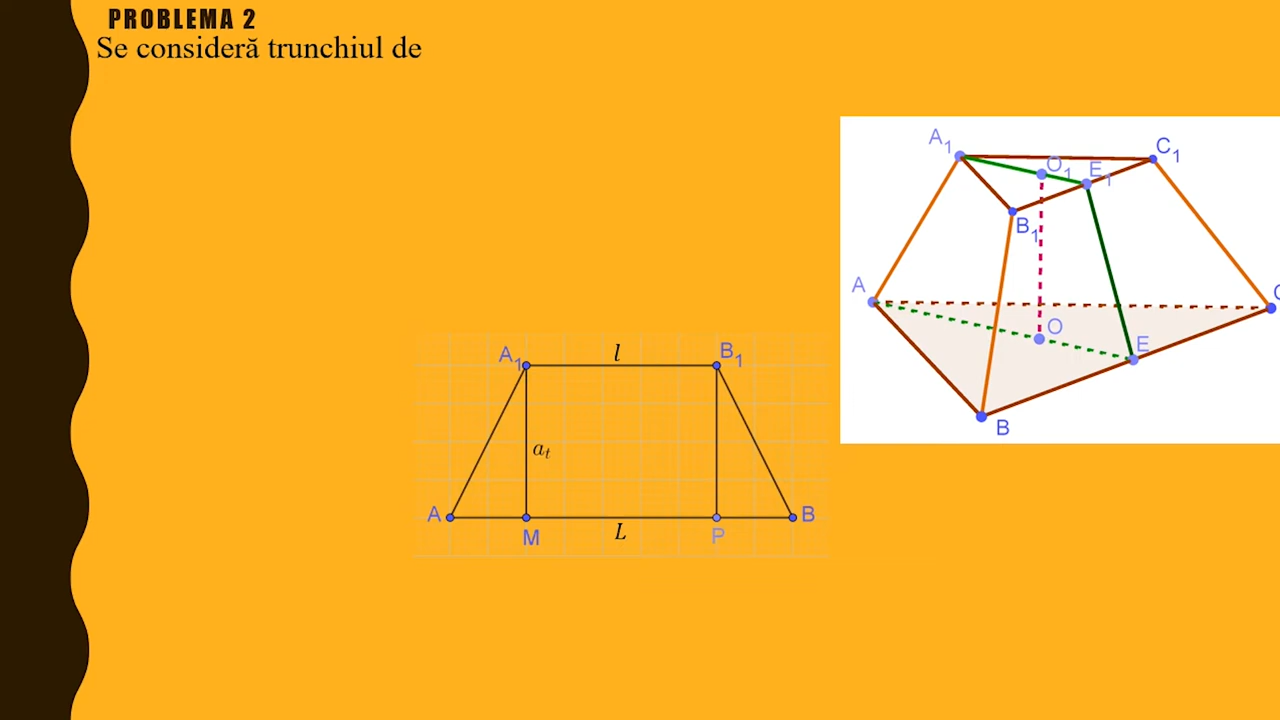 PROBLEMA 2
Se consideră trunchiul de
A₁
O₁
E₁
C₁
B₁
A
O
E
B
A₁
l
B₁
aₜ
A
M
L
P
B